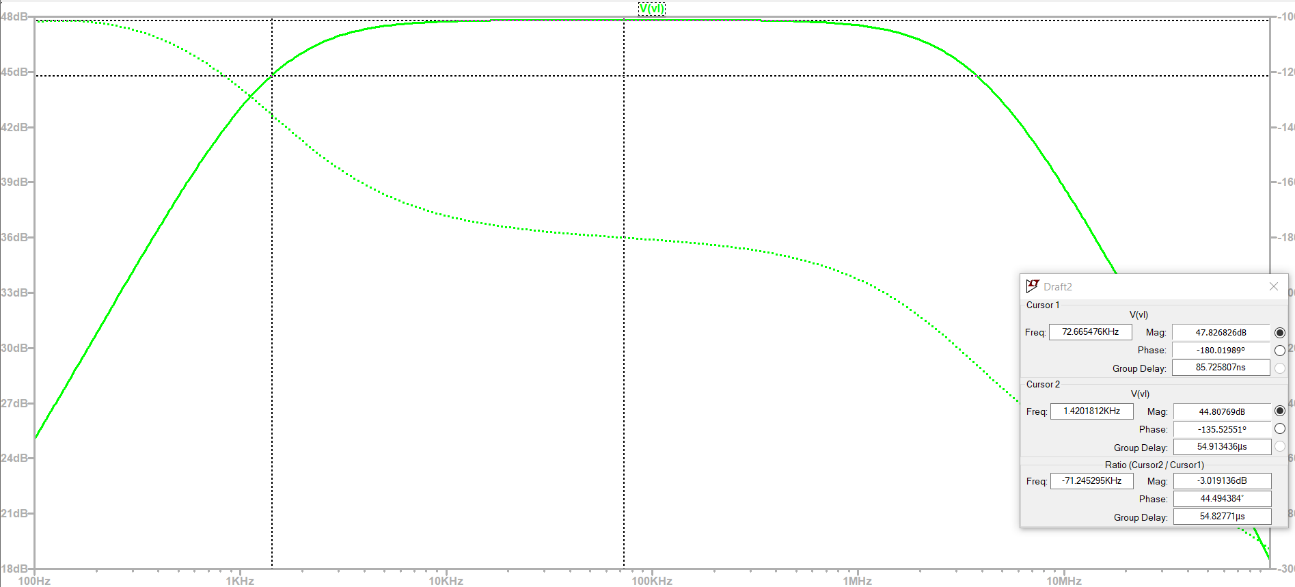 V(vl)
48dB
45dB
42dB
39dB
36dB
33dB
30dB
27dB
24dB
21dB
18dB
100Hz 1KHz 10KHz 100KHz 1MHz 10MHz
-100
-120
-140
-160
-180
-300
Draft2
Cursor 1
V(vl)
Freq: 72.665476KHz Mag: 47.826826dB
Phase: -180.01989°
Group Delay: 85.725807ns
Cursor 2
V(vl)
Freq: 1.4201812KHz Mag: 44.80769dB
Phase: -135.52551°
Group Delay: 54.913436µs
Ratio (Cursor2 / Cursor1)
Freq: -71.245295KHz Mag: -3.019136dB
Phase: 44.494384°
Group Delay: 54.82771µs